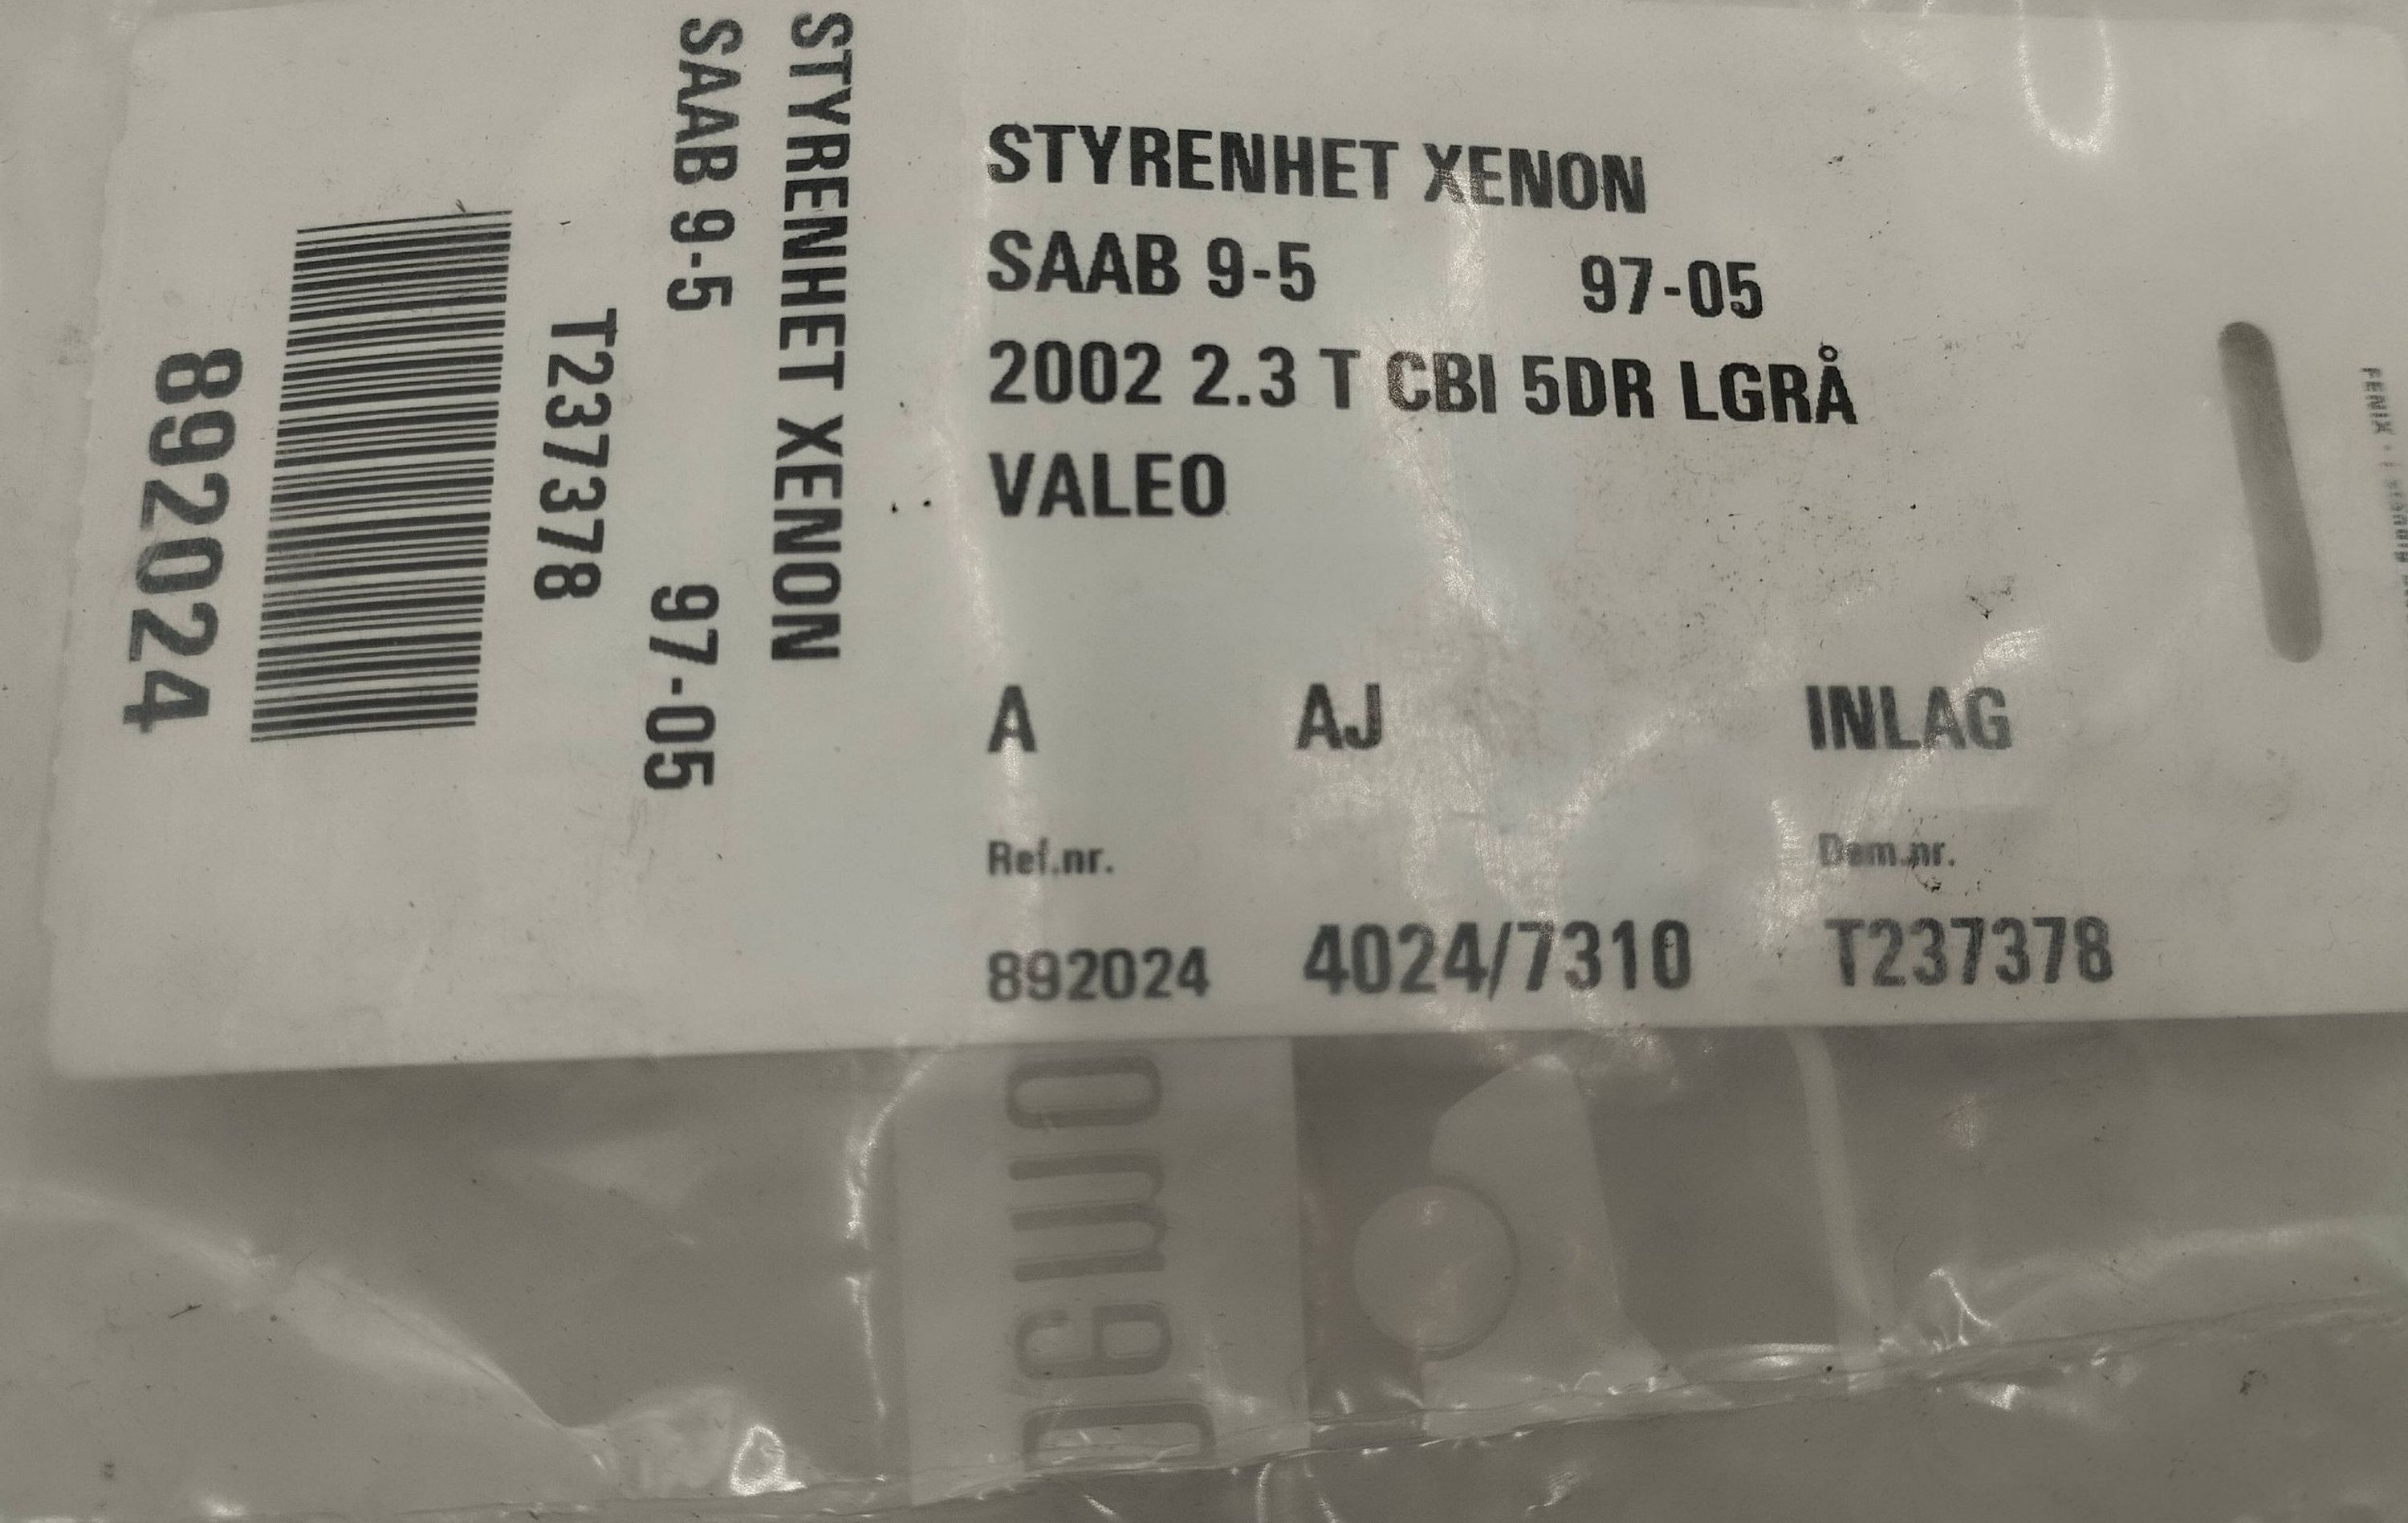 STYRENHET XENON
SAAB 9-5 97-05
2002 2.3 T CBI 5DR LGRÅ
VALEO
A AJ INLAG
Ref.nr. Dem.nr.
892024 4024/7310 T237378
STYRENHET XENON
SAAB 9-5 97-05
T237378
892024
FENIX